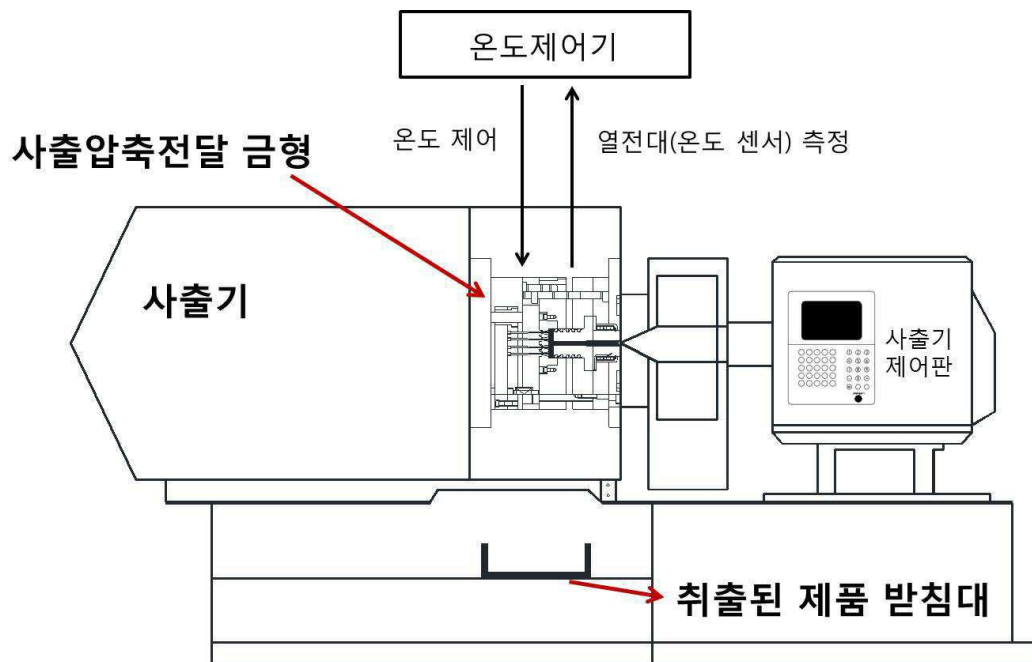 온도제어기
온도 제어
열전대(온도 센서) 측정
사출압축전달 금형
사출기
사출기
제어판
취출된 제품 받침대